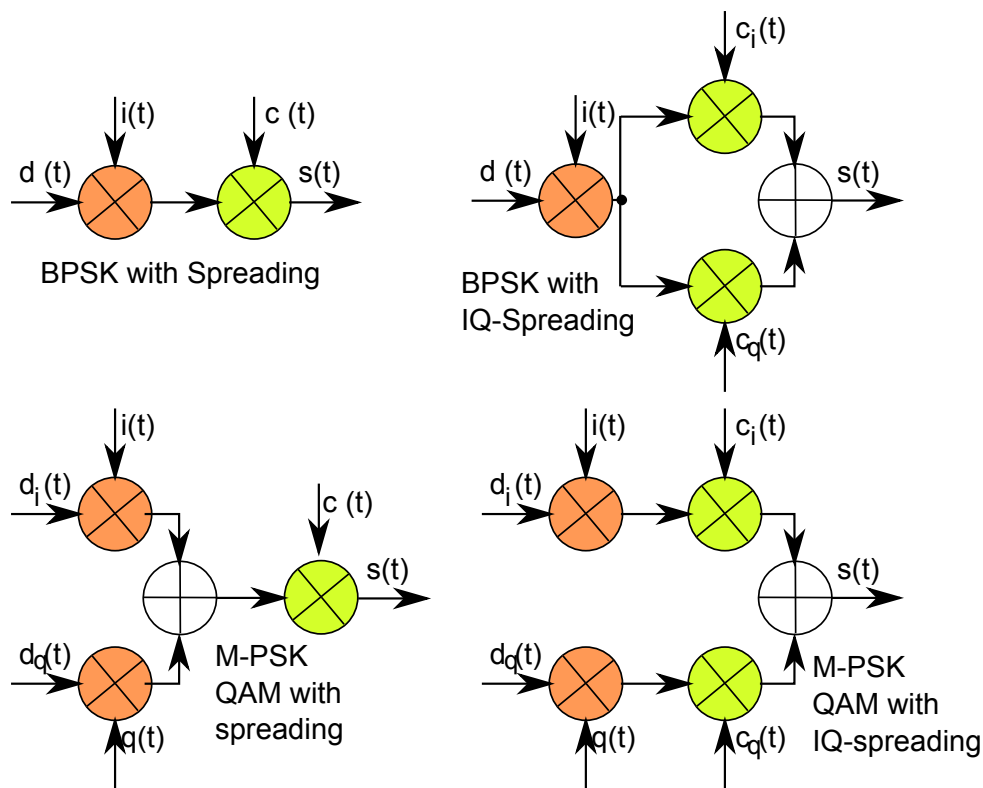 i(t)
c (t)
d (t)
s(t)
BPSK with Spreading
c_i(t)
i(t)
d (t)
s(t)
BPSK with
IQ-Spreading
c_q(t)
i(t)
d_i(t)
c (t)
s(t)
d_q(t)
q(t)
M-PSK
QAM with
spreading
i(t)
c_i(t)
d_i(t)
s(t)
d_q(t)
q(t)
c_q(t)
M-PSK
QAM with
IQ-spreading